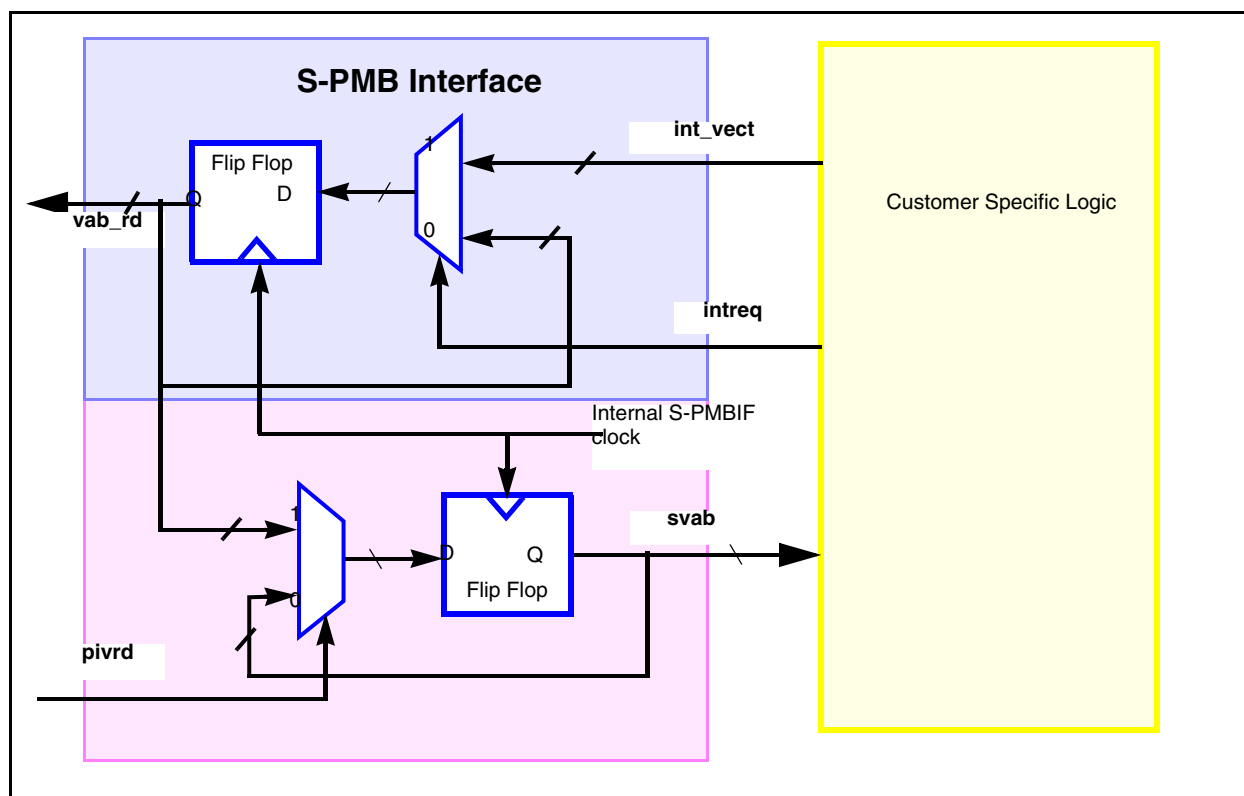 S-PMB Interface
int_vect
Flip Flop
1
D
Q
Customer Specific Logic
vab_rd
0
intreq
Internal S-PMBIF
clock
1
svab
D
Q
Flip Flop
0
pivrd